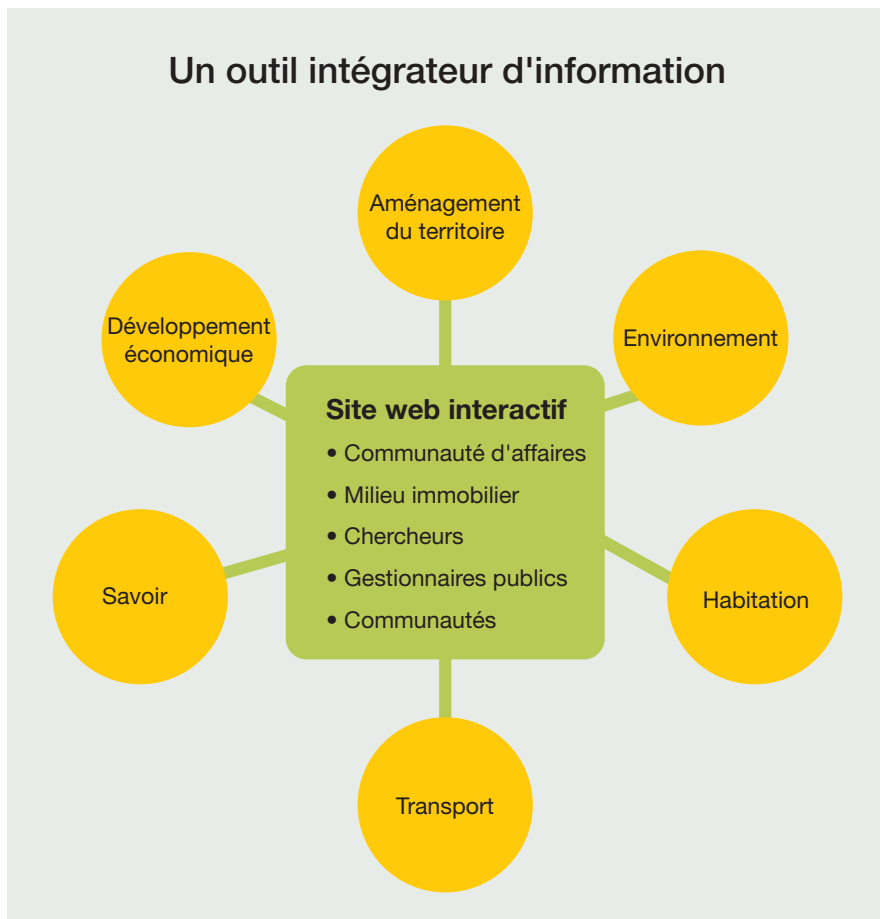 Un outil intégrateur d'information
Aménagement
du territoire
Développement
économique
Environnement
Site web interactif
• Communauté d'affaires
• Milieu immobilier
• Chercheurs
• Gestionnaires publics
• Communautés
Savoir
Habitation
Transport